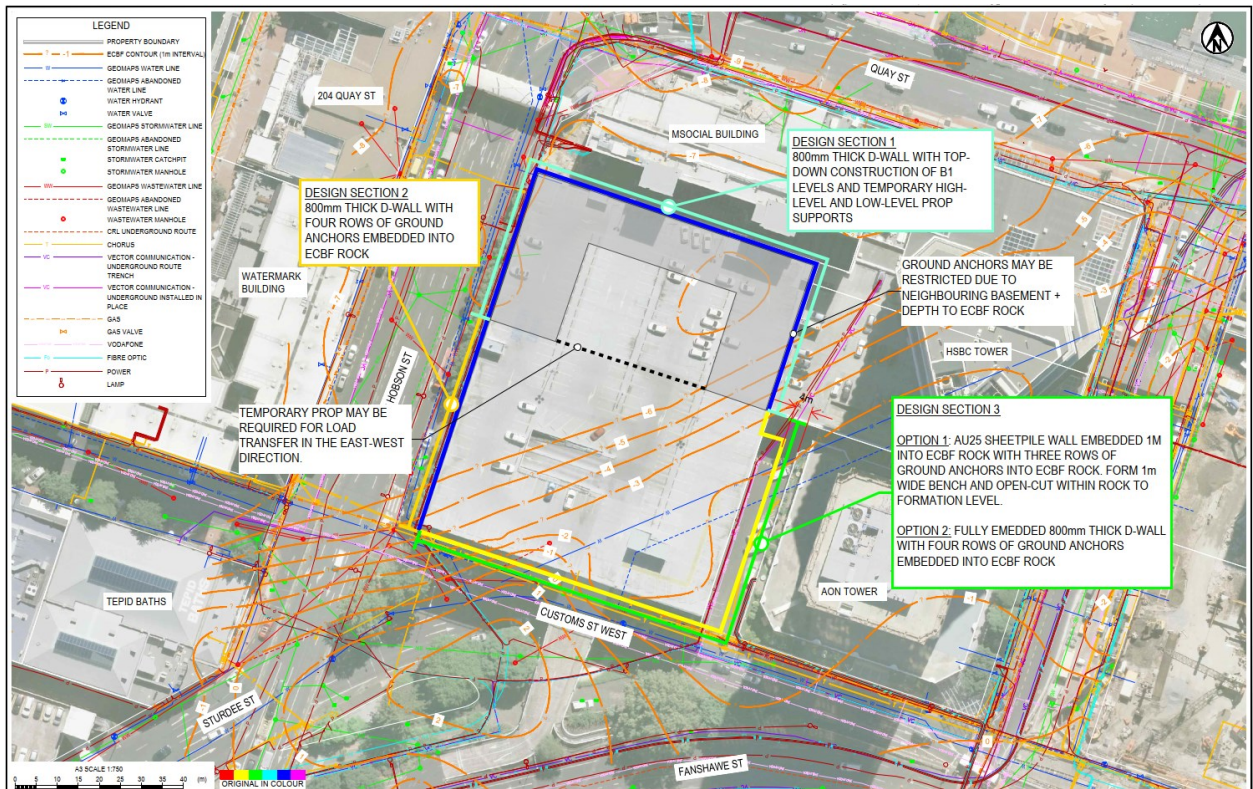 LEGEND
PROPERTY BOUNDARY
ECBF CONTOUR (1m INTERVAL)
GEOMAPS WATER LINE
GEOMAPS ABANDONED
WATER LINE
WATER HYDRANT
WATER VALVE
GEOMAPS STORMWATER LINE
GEOMAPS ABANDONED
STORMWATER LINE
STORMWATER CATCHPIT
STORMWATER MANHOLE
GEOMAPS WASTEWATER LINE
GEOMAPS ABANDONED
WASTEWATER LINE
WASTEWATER MANHOLE
CRL UNDERGROUND ROUTE
CHORUS
VECTOR COMMUNICATION -
UNDERGROUND ROUTE
TRENCH
VECTOR COMMUNICATION -
UNDERGROUND INSTALLED IN
PLACE
GAS
GAS VALVE
VODAFONE
FIBRE OPTIC
POWER
LAMP
N
204 QUAY ST
QUAY ST
MSOCIAL BUILDING
DESIGN SECTION 1
800mm THICK D-WALL WITH TOP-
DOWN CONSTRUCTION OF B1
LEVELS AND TEMPORARY HIGH-
LEVEL AND LOW-LEVEL PROP
SUPPORTS
DESIGN SECTION 2
800mm THICK D-WALL WITH
FOUR ROWS OF GROUND
ANCHORS EMBEDDED INTO
ECBF ROCK
WATERMARK
BUILDING
GROUND ANCHORS MAY BE
RESTRICTED DUE TO
NEIGHBOURING BASEMENT +
DEPTH TO ECBF ROCK
HSBC TOWER
HOBSON ST
TEMPORARY PROP MAY BE
REQUIRED FOR LOAD
TRANSFER IN THE EAST-WEST
DIRECTION.
4m
DESIGN SECTION 3
OPTION 1: AU25 SHEETPILE WALL EMBEDDED 1M
INTO ECBF ROCK WITH THREE ROWS OF
GROUND ANCHORS INTO ECBF ROCK. FORM 1m
WIDE BENCH AND OPEN-CUT WITHIN ROCK TO
FORMATION LEVEL.
OPTION 2: FULLY EMEDDED 800mm THICK D-WALL
WITH FOUR ROWS OF GROUND ANCHORS
EMBEDDED INTO ECBF ROCK
TEPID BATHS
AON TOWER
CUSTOMS ST WEST
STURDEE ST
FANSHAWE ST
A3 SCALE 1:750
0 5 10 15 20 25 30 35 40 (m)
ORIGINAL IN COLOUR